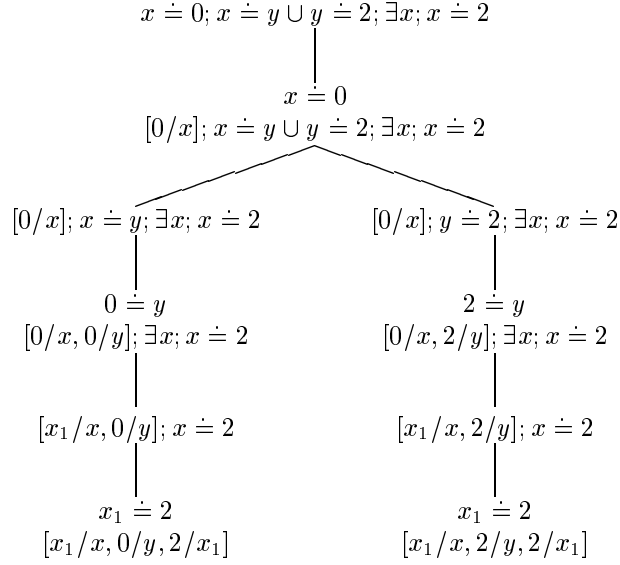 x ≐ 0; x ≐ y ∪ y ≐ 2; ∃x; x ≐ 2
x ≐ 0
[0/x]; x ≐ y ∪ y ≐ 2; ∃x; x ≐ 2
[0/x]; x ≐ y; ∃x; x ≐ 2
[0/x]; y ≐ 2; ∃x; x ≐ 2
0 ≐ y
2 ≐ y
[0/x, 0/y]; ∃x; x ≐ 2
[0/x, 2/y]; ∃x; x ≐ 2
[x₁/x, 0/y]; x ≐ 2
[x₁/x, 2/y]; x ≐ 2
x₁ ≐ 2
x₁ ≐ 2
[x₁/x, 0/y, 2/x₁]
[x₁/x, 2/y, 2/x₁]